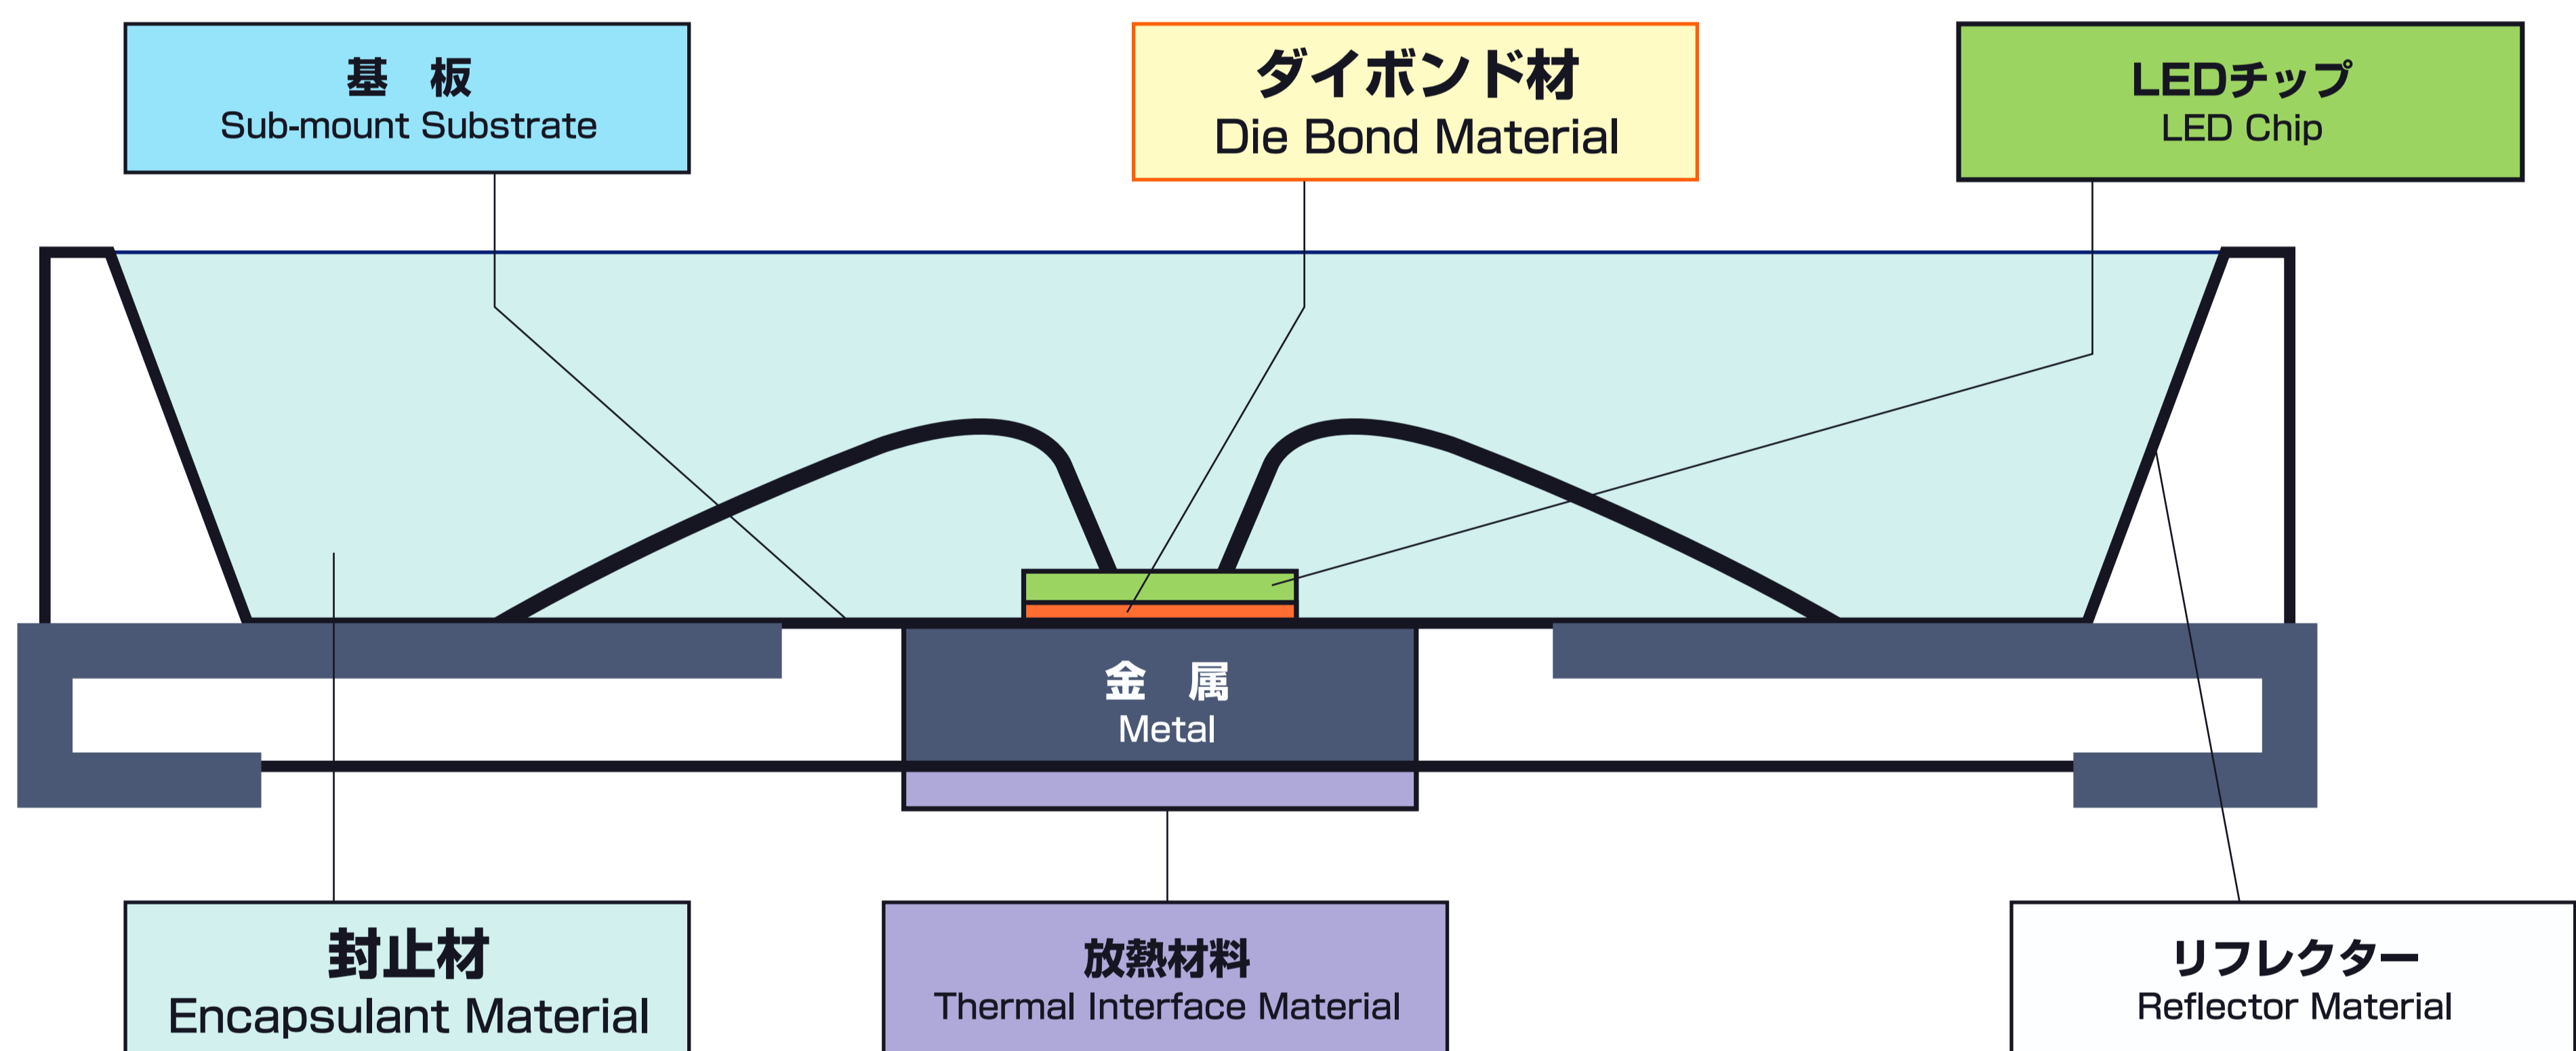 基 板
Sub-mount Substrate
ダイボンド材
Die Bond Material
LEDチップ
LED Chip
金 属
Metal
封止材
Encapsulant Material
放熱材料
Thermal Interface Material
リフレクター
Reflector Material